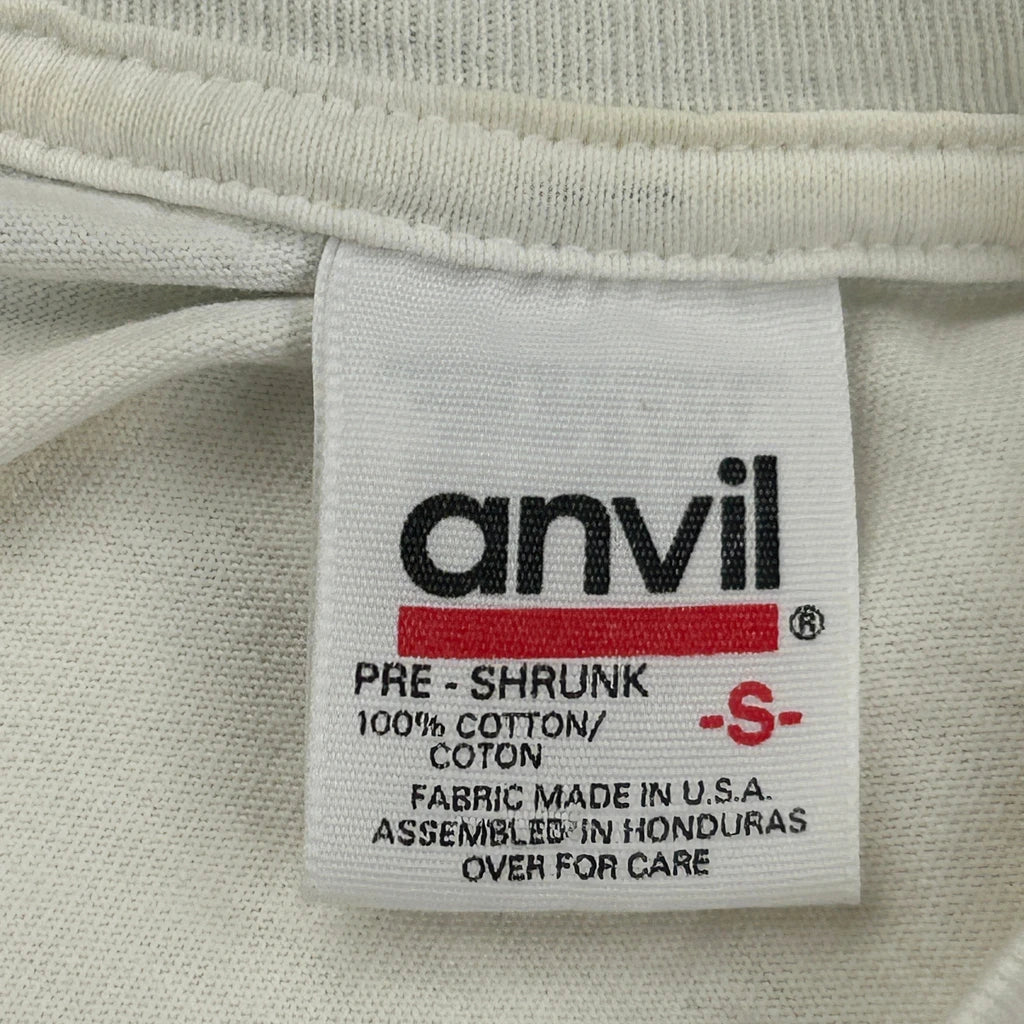 anvil
®
PRE - SHRUNK
100% COTTON/
COTON
-S-
FABRIC MADE IN U.S.A.
ASSEMBLED IN HONDURAS
OVER FOR CARE